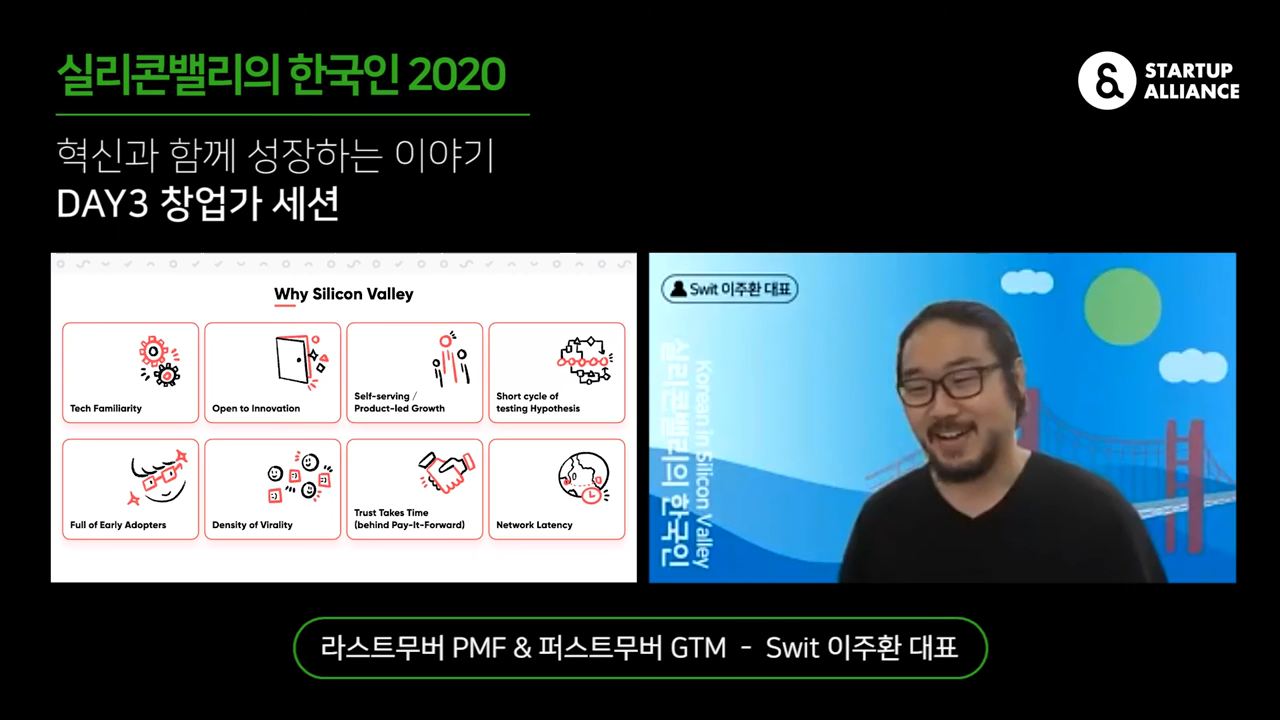 실리콘밸리의 한국인 2020
STARTUP
ALLIANCE
혁신과 함께 성장하는 이야기
DAY3 창업가 세션
Why Silicon Valley
Tech Familiarity
Open to Innovation
Self-serving /
Product-led Growth
Short cycle of
testing Hypothesis
Full of Early Adopters
Density of Virality
Trust Takes Time
(behind Pay-It-Forward)
Network Latency
Swit 이주환 대표
Korean in Silicon Valley
실리콘밸리의 한국인
라스트무버 PMF & 퍼스트무버 GTM - Swit 이주환 대표